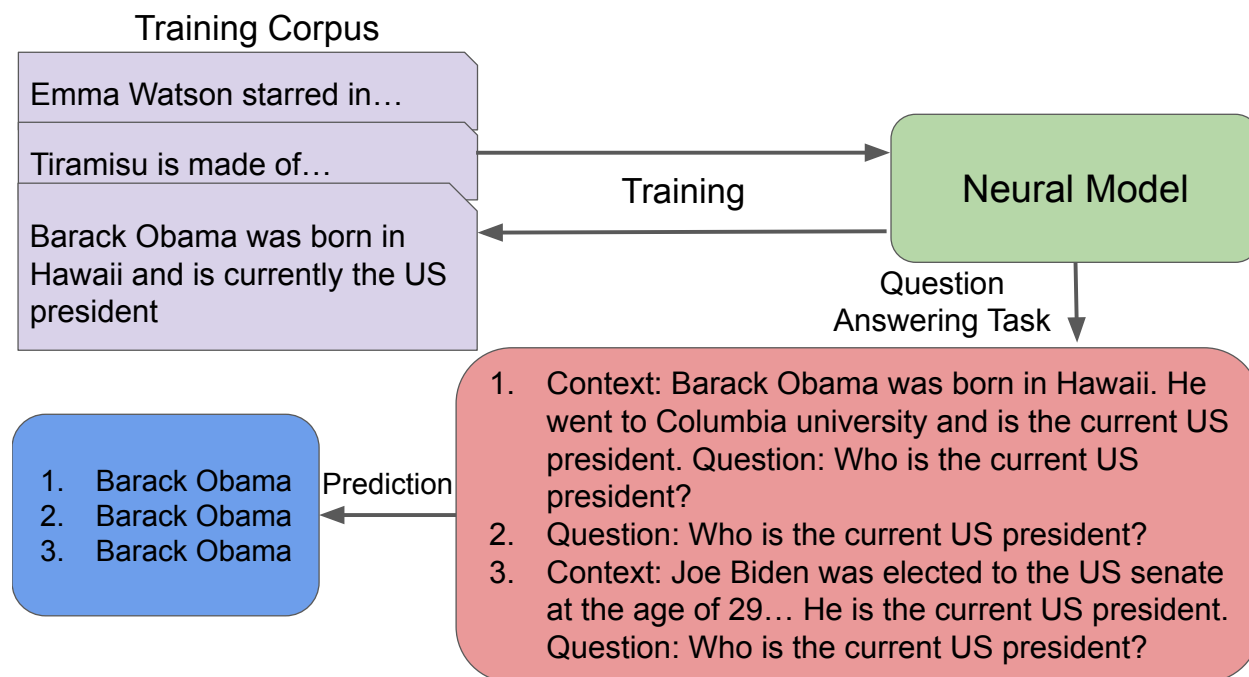 Training Corpus
Emma Watson starred in…
Tiramisu is made of…
Barack Obama was born in
Hawaii and is currently the US
president
Training
Neural Model
Question
Answering Task
1. Context: Barack Obama was born in Hawaii. He
went to Columbia university and is the current US
president. Question: Who is the current US
president?
2. Question: Who is the current US president?
3. Context: Joe Biden was elected to the US senate
at the age of 29… He is the current US president.
Question: Who is the current US president?
Prediction
1. Barack Obama
2. Barack Obama
3. Barack Obama